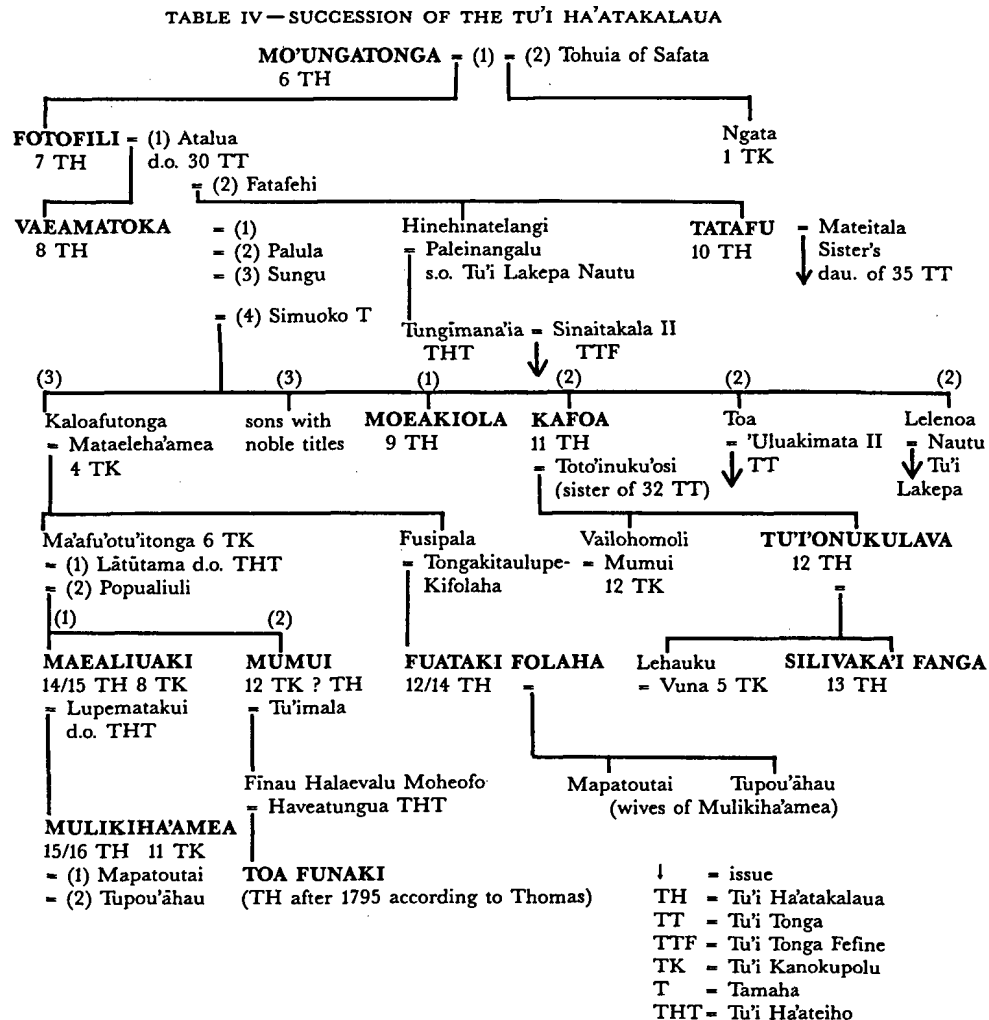 TABLE IV—SUCCESSION OF THE TU'I HA'ATAKALAUA
MO'UNGATONGA = (1) = (2) Tohuia of Safata
6 TH
FOTOFILI = (1) Atalua
7 TH d.o. 30 TT
Ngata
1 TK
= (2) Fatafehi
VAEAMATOKA
8 TH
= (1)
= (2) Palula
= (3) Sungu
= (4) Simuoko T
Hinehinatelangi
= Paleinangalu
s.o. Tu'i Lakepa Nautu
TATAFU = Mateitala
10 TH Sister's
dau. of 35 TT
Tungīmana'ia = Sinaitakala II
THT TTF
(3) (3) (1) (2) (2) (2)
Kaloafutonga
= Mataeleha'amea
4 TK
sons with
noble titles
MOEAKIOLA
9 TH
KAFOA
11 TH
= Toto'inuku'osi
(sister of 32 TT)
Toa
= 'Uluakimata II
TT
Lelenoa
= Nautu
Tu'i
Lakepa
Ma'afu'otu'itonga 6 TK
= (1) Lātūtama d.o. THT
= (2) Popualiuli
Fusipala
= Tongakitaulupe-
Kifolaha
Vailohomoli
= Mumui
12 TK
TU'I'ONUKULAVA
12 TH
=
(1) (2)
MAEALIUAKI
14/15 TH 8 TK
= Lupematakui
d.o. THT
MUMUI
12 TK ? TH
= Tu'imala
FUATAKI FOLAHA
12/14 TH =
Lehauku
= Vuna 5 TK
SILIVAKA'I FANGA
13 TH
Fīnau Halaevalu Moheofo
= Haveatungua THT
Mapatoutai Tupou'āhau
(wives of Mulikiha'amea)
MULIKIHA'AMEA
15/16 TH 11 TK
= (1) Mapatoutai
= (2) Tupou'āhau
TOA FUNAKI
(TH after 1795 according to Thomas)
↓ = issue
TH = Tu'i Ha'atakalaua
TT = Tu'i Tonga
TTF = Tu'i Tonga Fefine
TK = Tu'i Kanokupolu
T = Tamaha
THT = Tu'i Ha'ateiho